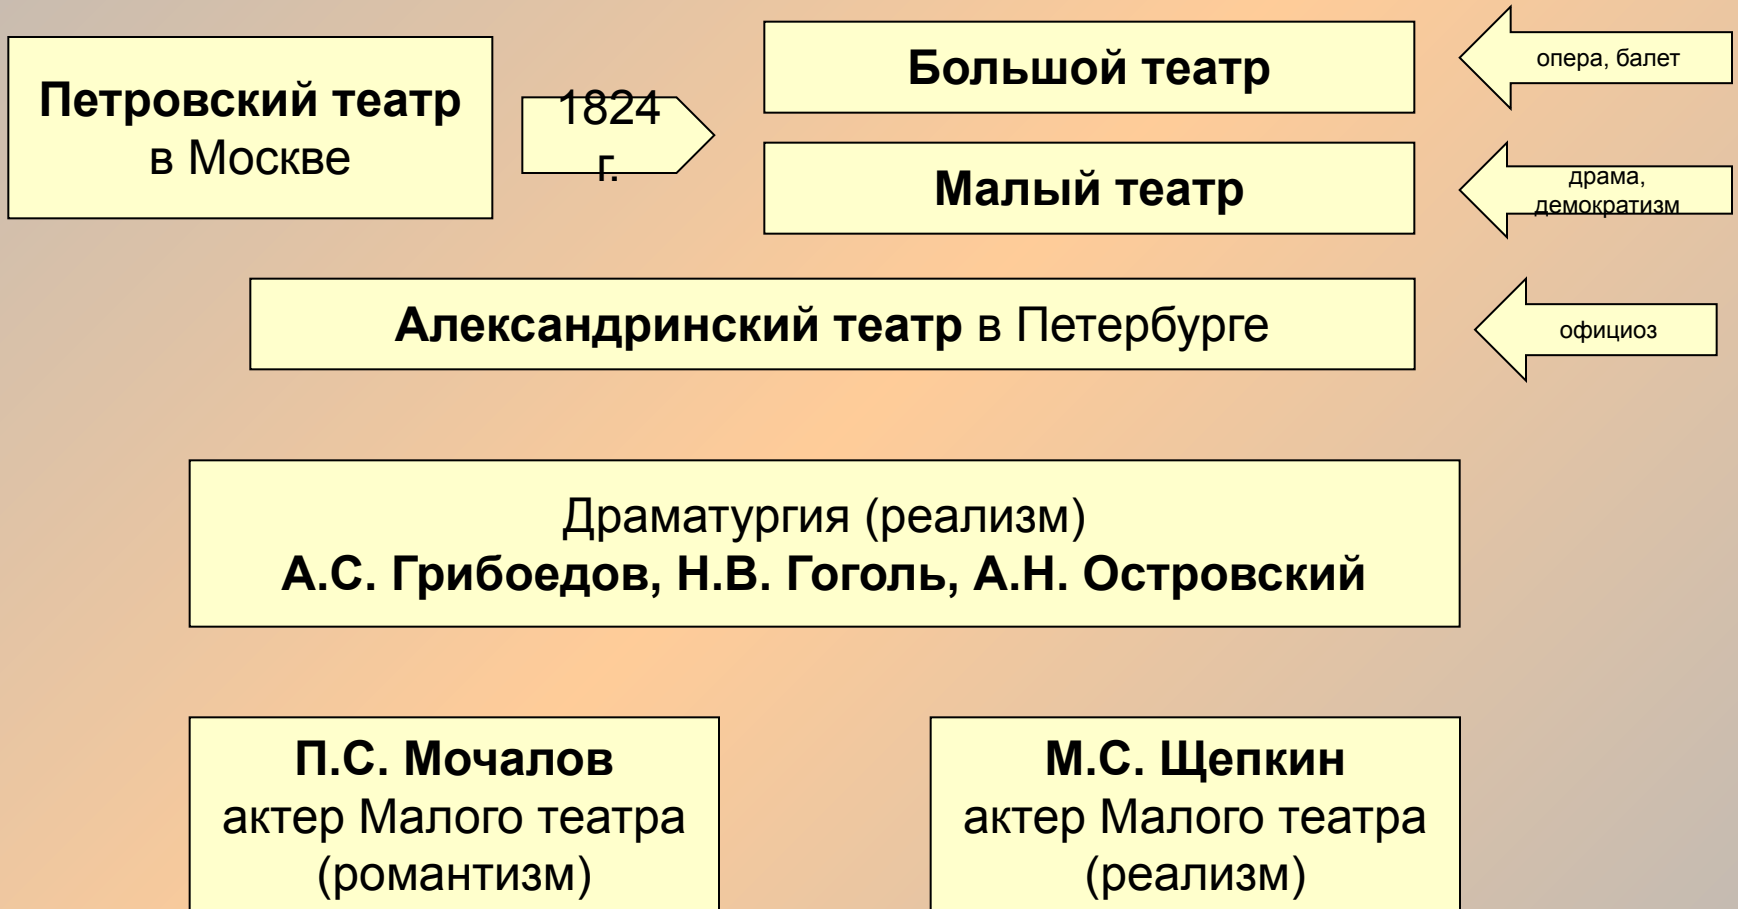 Петровский театр
в Москве
1824
г.
Большой театр
опера, балет
Малый театр
драма,
демократизм
Александринский театр в Петербурге
официоз
Драматургия (реализм)
А.С. Грибоедов, Н.В. Гоголь, А.Н. Островский
П.С. Мочалов
актер Малого театра
(романтизм)
М.С. Щепкин
актер Малого театра
(реализм)